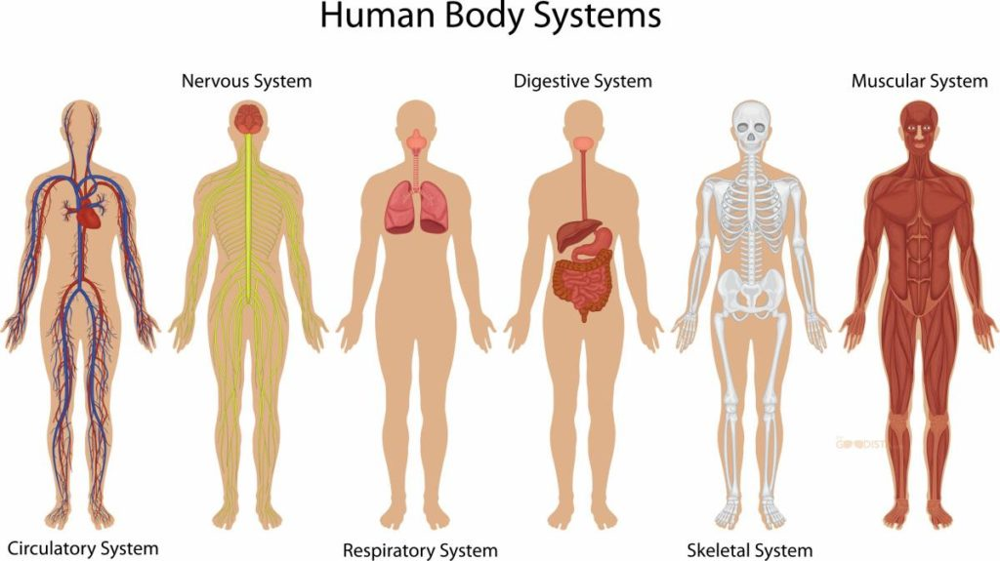 Human Body Systems
Nervous System
Digestive System
Muscular System
Circulatory System
Respiratory System
Skeletal System